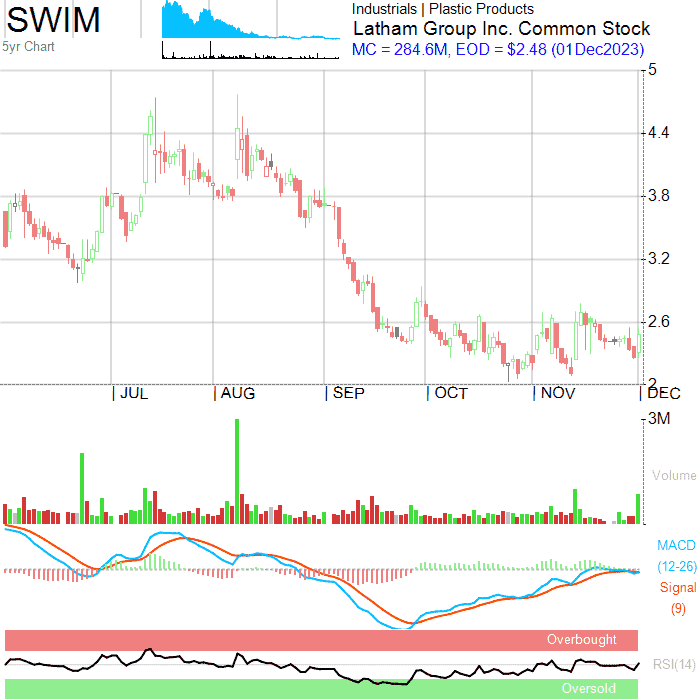 SWIM
5yr Chart
Industrials | Plastic Products
Latham Group Inc. Common Stock
MC = 284.6M, EOD = $2.48 (01Dec2023)
5
4.4
3.8
3.2
2.6
2
| JUL | AUG | SEP | OCT | NOV | DEC
3M
Volume
MACD
(12-26)
Signal
(9)
Overbought
RSI(14)
Oversold